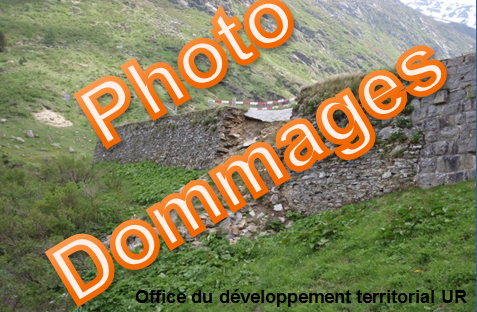 Photo
Dommages
Office du développement territorial UR